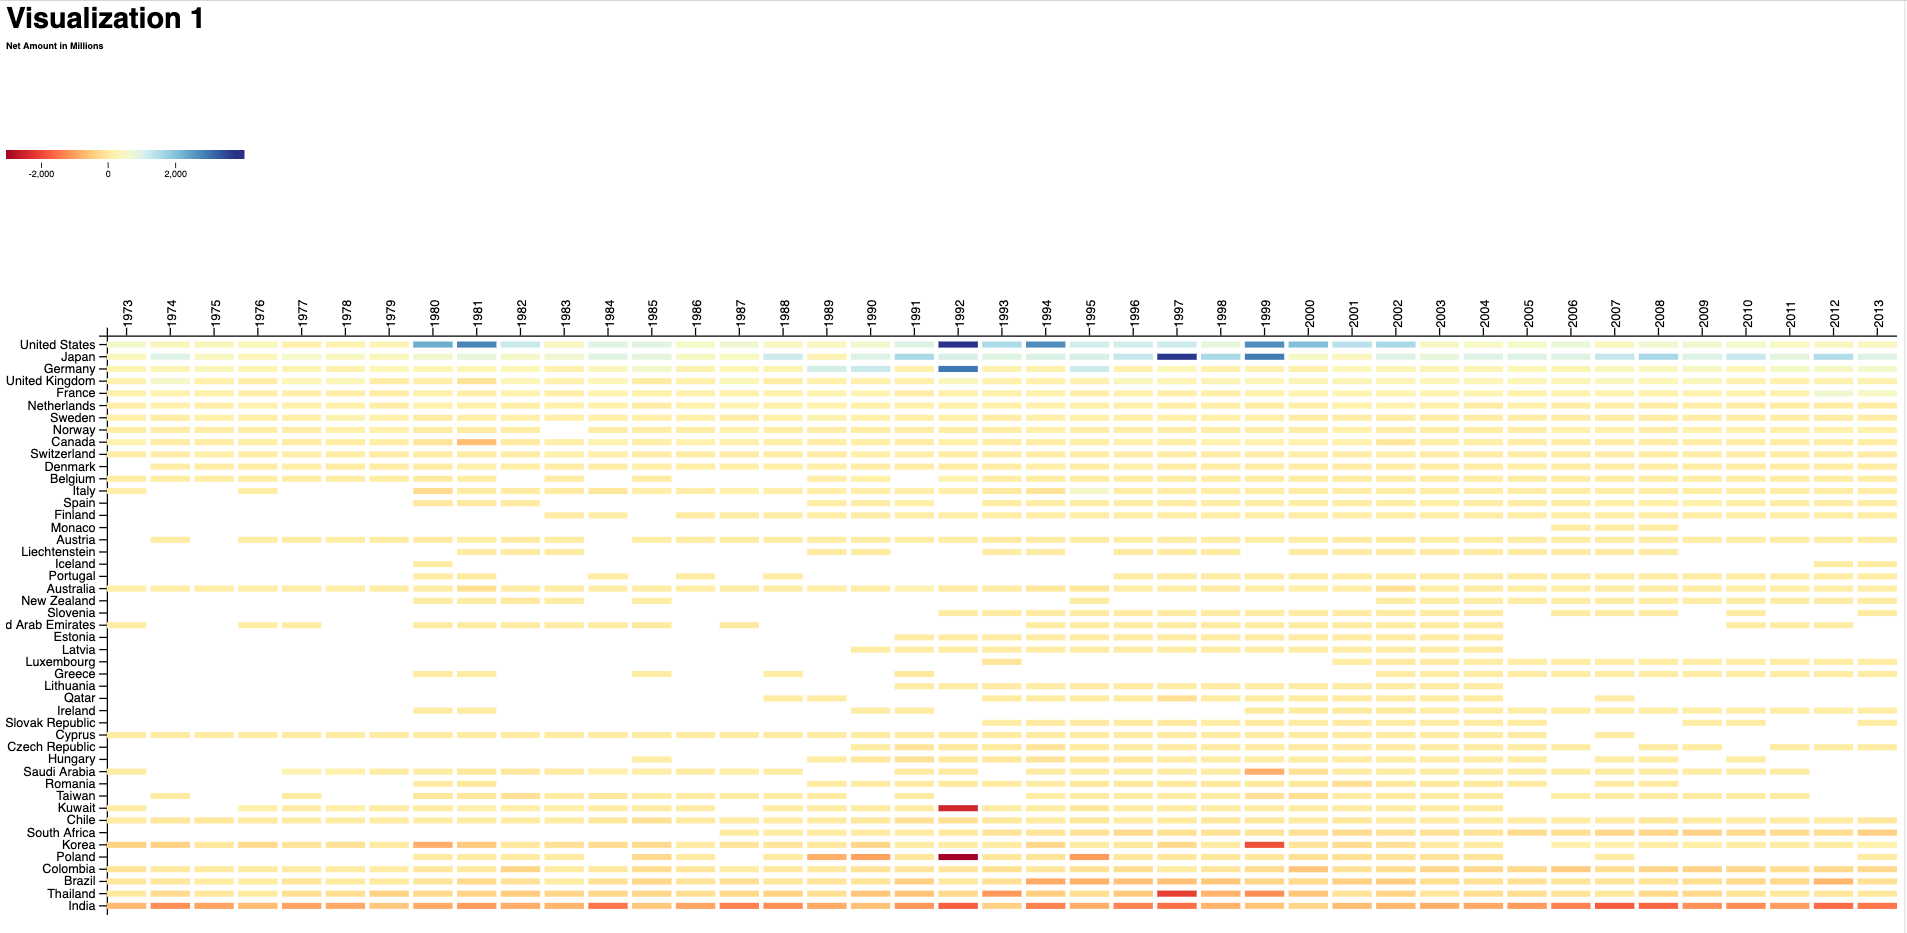 Visualization 1
Net Amount in Millions
-2,000 0 2,000
1973 1974 1975 1976 1977 1978 1979 1980 1981 1982 1983 1984 1985 1986 1987 1988 1989 1990 1991 1992 1993 1994 1995 1996 1997 1998 1999 2000 2001 2002 2003 2004 2005 2006 2007 2008 2009 2010 2011 2012 2013
United States
Japan
Germany
United Kingdom
France
Netherlands
Sweden
Norway
Canada
Switzerland
Denmark
Belgium
Italy
Spain
Finland
Monaco
Austria
Liechtenstein
Iceland
Portugal
Australia
New Zealand
Slovenia
d Arab Emirates
Estonia
Latvia
Luxembourg
Greece
Lithuania
Qatar
Ireland
Slovak Republic
Cyprus
Czech Republic
Hungary
Saudi Arabia
Romania
Taiwan
Kuwait
Chile
South Africa
Korea
Poland
Colombia
Brazil
Thailand
India